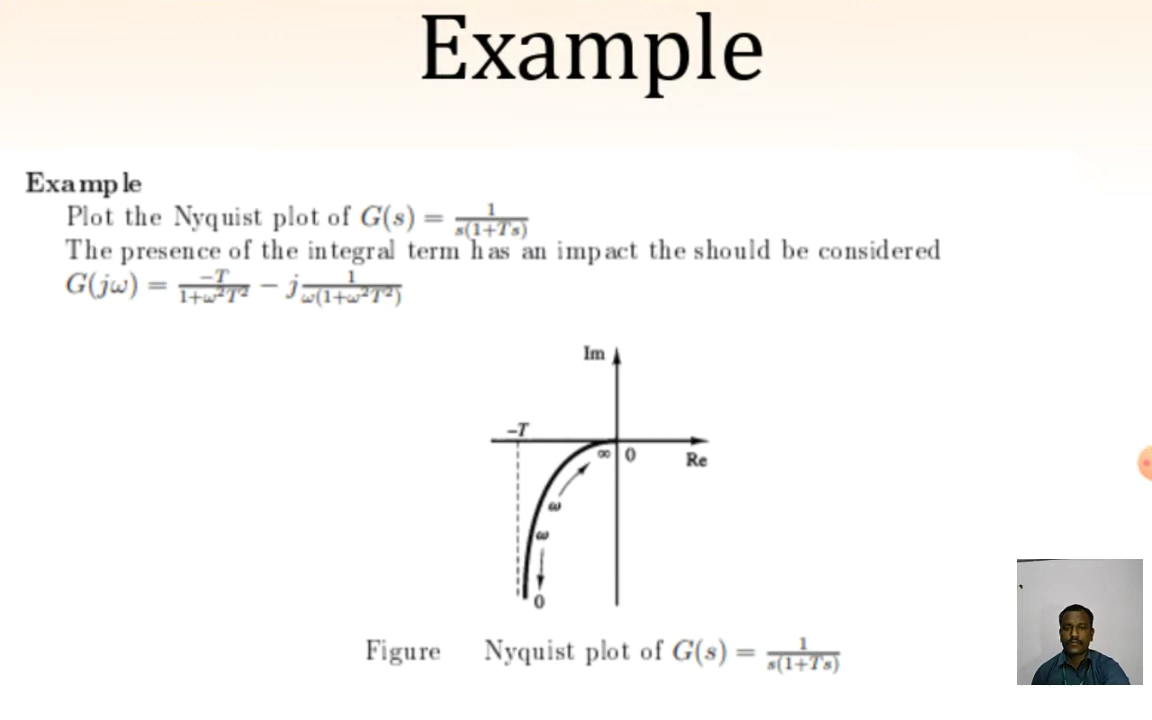 Example
Example
Plot the Nyquist plot of G(s) = 1/s(1+Ts)
The presence of the integral term has an impact the should be considered
G(jω) = −T/1+ω²T² − j 1/ω(1+ω²T²)
Im
−T
∞ 0
Re
ω
ω
0
Figure Nyquist plot of G(s) = 1/s(1+Ts)